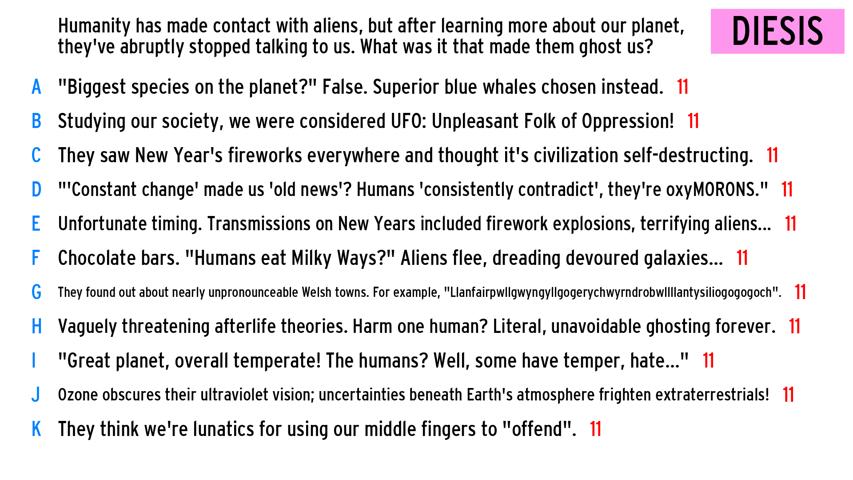 Humanity has made contact with aliens, but after learning more about our planet,
they've abruptly stopped talking to us. What was it that made them ghost us?
DIESIS
A "Biggest species on the planet?" False. Superior blue whales chosen instead. 11
B Studying our society, we were considered UFO: Unpleasant Folk of Oppression! 11
C They saw New Year's fireworks everywhere and thought it's civilization self-destructing. 11
D "'Constant change' made us 'old news'? Humans 'consistently contradict', they're oxyMORONS." 11
E Unfortunate timing. Transmissions on New Years included firework explosions, terrifying aliens... 11
F Chocolate bars. "Humans eat Milky Ways?" Aliens flee, dreading devoured galaxies... 11
G They found out about nearly unpronounceable Welsh towns. For example, "Llanfairpwllgwyngyllgogerychwyrndrobwllllantysiliogogogoch". 11
H Vaguely threatening afterlife theories. Harm one human? Literal, unavoidable ghosting forever. 11
I "Great planet, overall temperate! The humans? Well, some have temper, hate..." 11
J Ozone obscures their ultraviolet vision; uncertainties beneath Earth's atmosphere frighten extraterrestrials! 11
K They think we're lunatics for using our middle fingers to "offend". 11